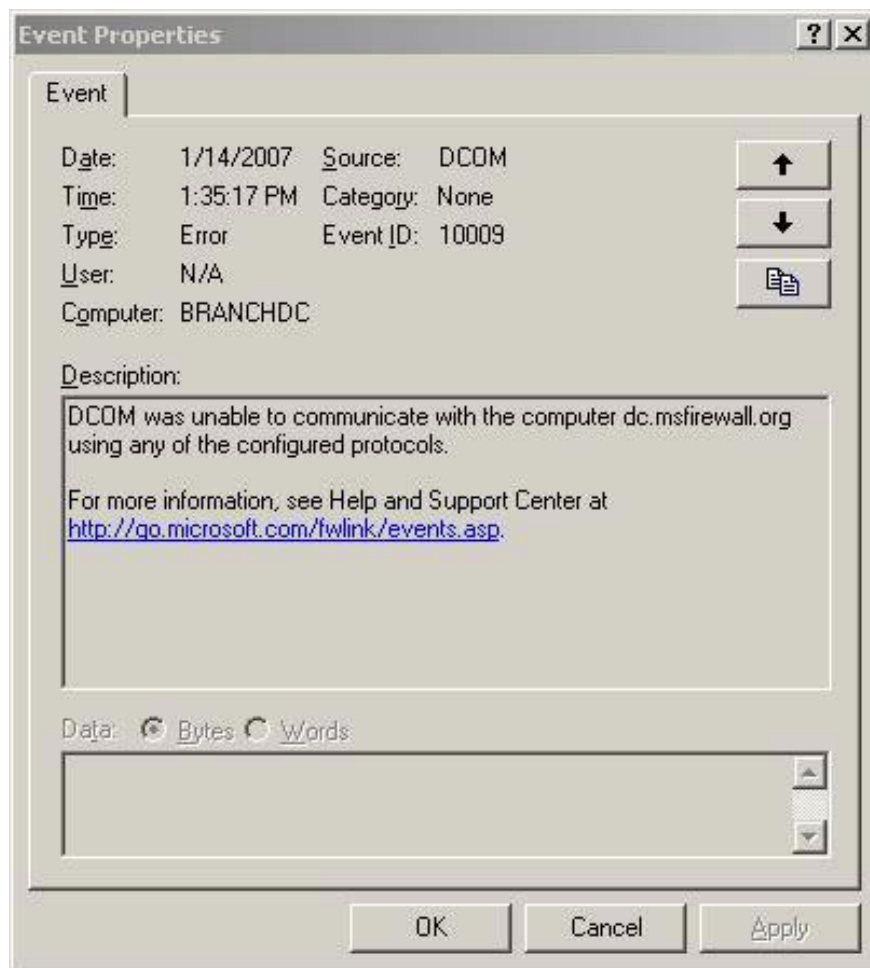 Event Properties
Event
Date: 1/14/2007 Source: DCOM
Time: 1:35:17 PM Category: None
Type: Error Event ID: 10009
User: N/A
Computer: BRANCHDC
Description:
DCOM was unable to communicate with the computer dc.msfirewall.org
using any of the configured protocols.
For more information, see Help and Support Center at
http://go.microsoft.com/fwlink/events.asp.
Data: Bytes Words
OK Cancel Apply